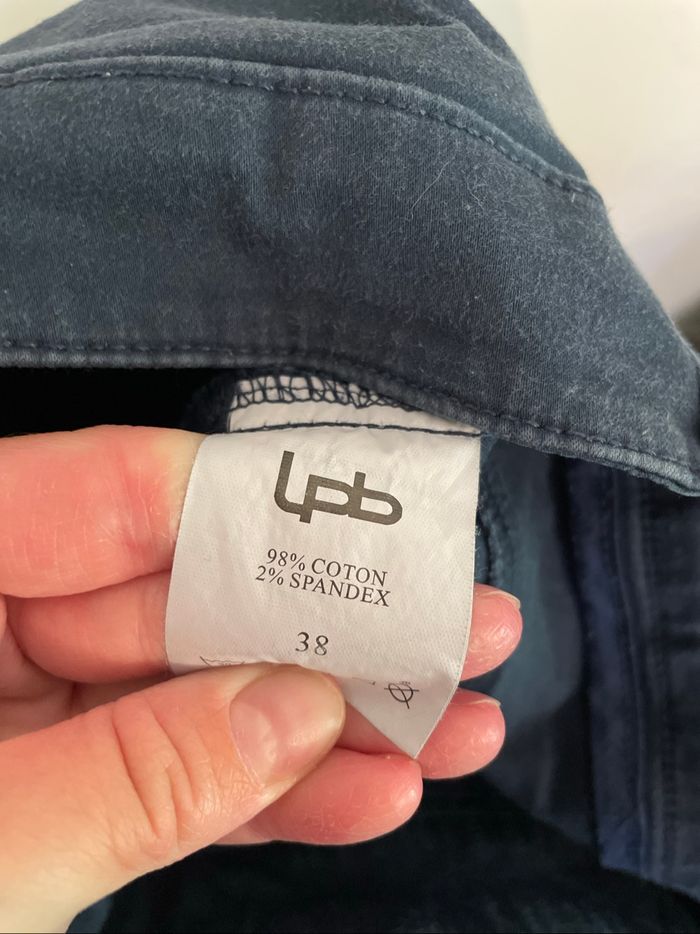 Lpb
98% COTON
2% SPANDEX
38